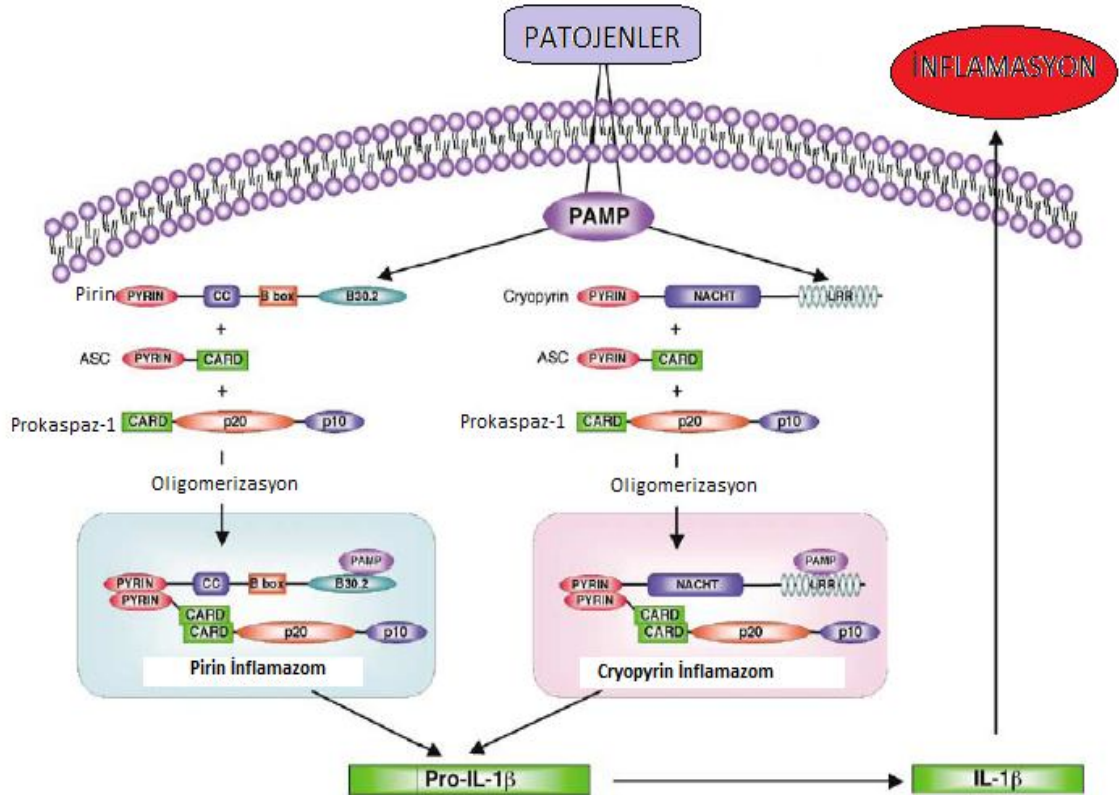 PATOJENLER
İNFLAMASYON
PAMP
Pirin PYRIN CC B box B30.2
Cryopyrin PYRIN NACHT LRR
+
+
ASC PYRIN CARD
ASC PYRIN CARD
+
+
Prokaspaz-1 CARD p20 p10
Prokaspaz-1 CARD p20 p10
Oligomerizasyon
Oligomerizasyon
PAMP
PYRIN CC B box B30.2
PYRIN
CARD
CARD p20 p10
Pirin İnflamazom
PAMP
PYRIN NACHT LRR
PYRIN
CARD
CARD p20 p10
Cryopyrin İnflamazom
Pro-IL-1β
IL-1β